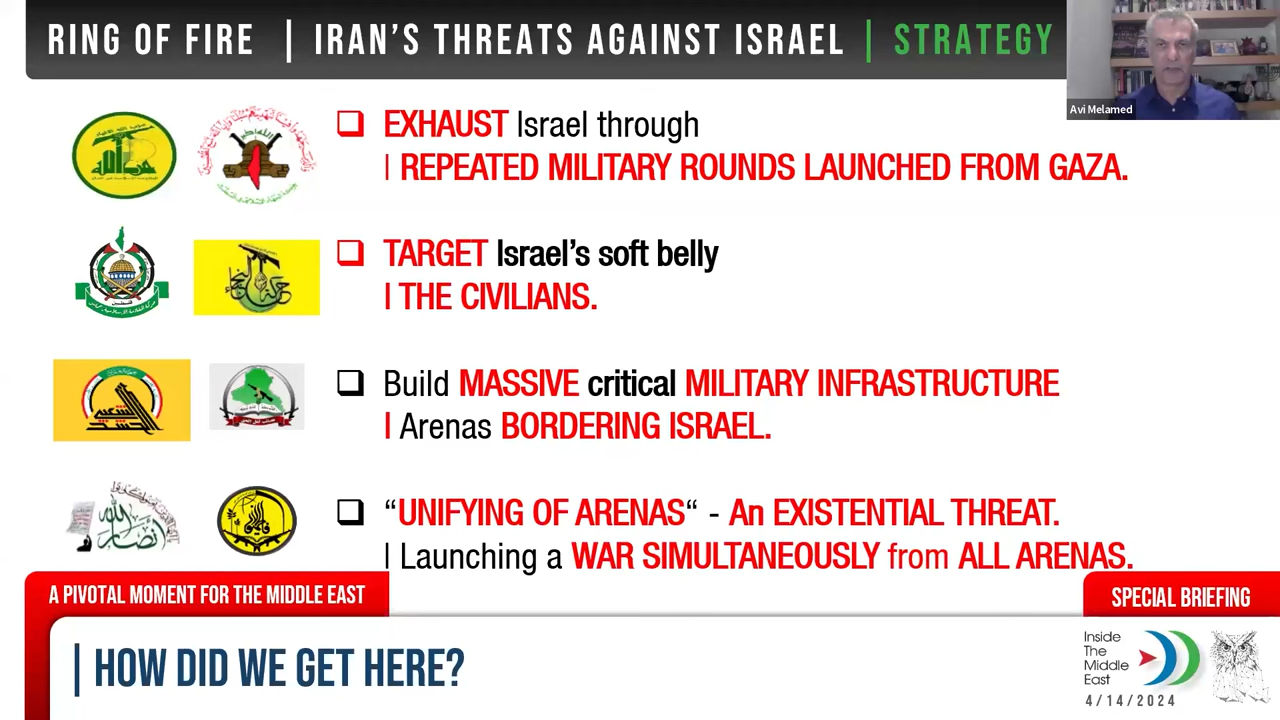 RING OF FIRE | IRAN'S THREATS AGAINST ISRAEL | STRATEGY
Avi Melamed
EXHAUST Israel through
| REPEATED MILITARY ROUNDS LAUNCHED FROM GAZA.
TARGET Israel's soft belly
| THE CIVILIANS.
Build MASSIVE critical MILITARY INFRASTRUCTURE
| Arenas BORDERING ISRAEL.
“UNIFYING OF ARENAS“ - An EXISTENTIAL THREAT.
| Launching a WAR SIMULTANEOUSLY from ALL ARENAS.
A PIVOTAL MOMENT FOR THE MIDDLE EAST
SPECIAL BRIEFING
| HOW DID WE GET HERE?
Inside
The
Middle
East
4/14/2024